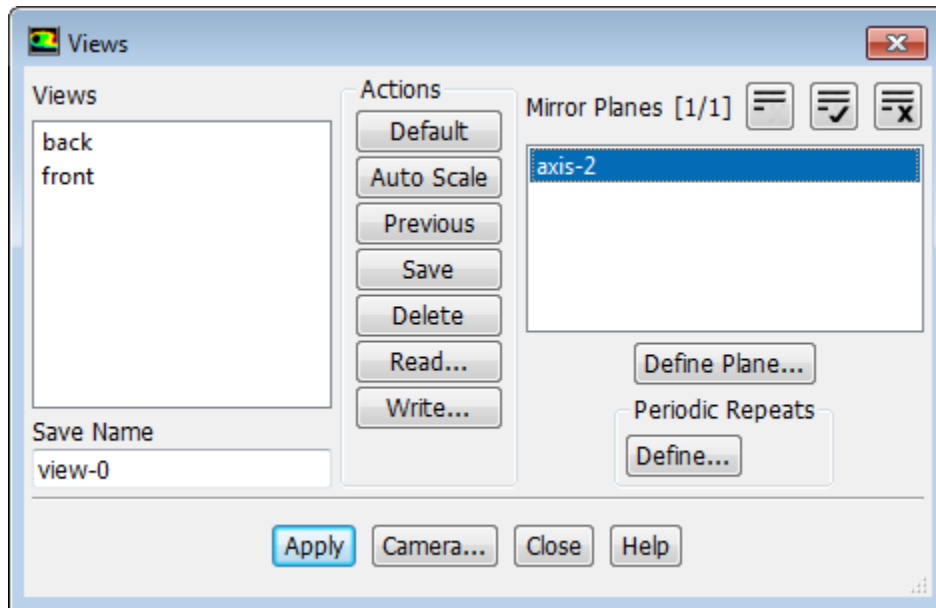 Views
Views
back
front
Save Name
view-0
Actions
Default
Auto Scale
Previous
Save
Delete
Read...
Write...
Mirror Planes [1/1]
axis-2
Define Plane...
Periodic Repeats
Define...
Apply
Camera...
Close
Help